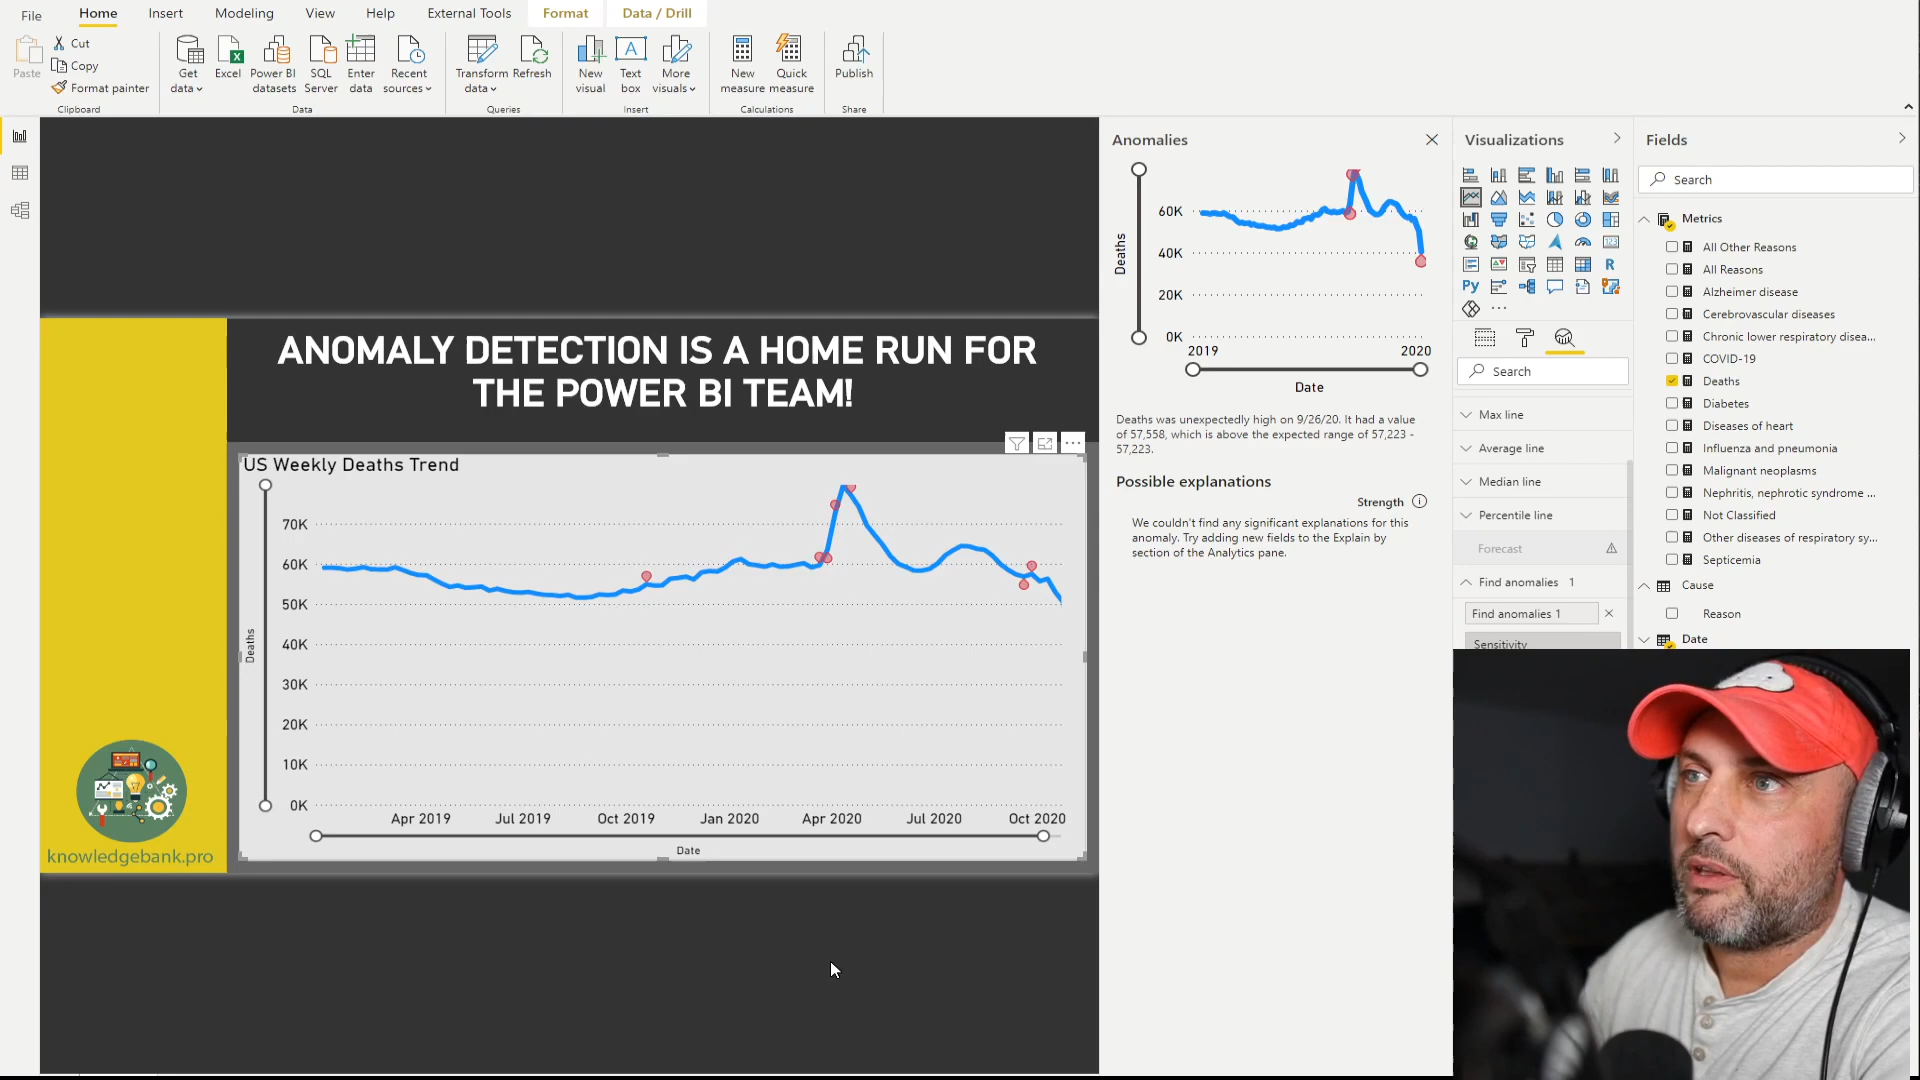 File
Home
Insert
Modeling
View
Help
External Tools
Format
Data / Drill
Paste
Cut
Copy
Format painter
Clipboard
Get
data
Excel
Power BI
datasets
SQL
Server
Enter
data
Recent
sources
Data
Transform
data
Refresh
Queries
New
visual
Text
box
More
visuals
Insert
New
measure
Quick
measure
Calculations
Publish
Share
ANOMALY DETECTION IS A HOME RUN FOR
THE POWER BI TEAM!
US Weekly Deaths Trend
70K
60K
50K
40K
30K
20K
10K
0K
Deaths
Apr 2019
Jul 2019
Oct 2019
Jan 2020
Apr 2020
Jul 2020
Oct 2020
Date
knowledgebank.pro
Anomalies
60K
40K
20K
0K
Deaths
2019
2020
Date
Deaths was unexpectedly high on 9/26/20. It had a value
of 57,558, which is above the expected range of 57,223 -
57,223.
Possible explanations
Strength
We couldn't find any significant explanations for this
anomaly. Try adding new fields to the Explain by
section of the Analytics pane.
Visualizations
R
Py
Search
Max line
Average line
Median line
Percentile line
Forecast
Find anomalies 1
Find anomalies 1
Sensitivity
Fields
Search
Metrics
All Other Reasons
All Reasons
Alzheimer disease
Cerebrovascular diseases
Chronic lower respiratory disea...
COVID-19
Deaths
Diabetes
Diseases of heart
Influenza and pneumonia
Malignant neoplasms
Nephritis, nephrotic syndrome ...
Not Classified
Other diseases of respiratory sy...
Septicemia
Cause
Reason
Date